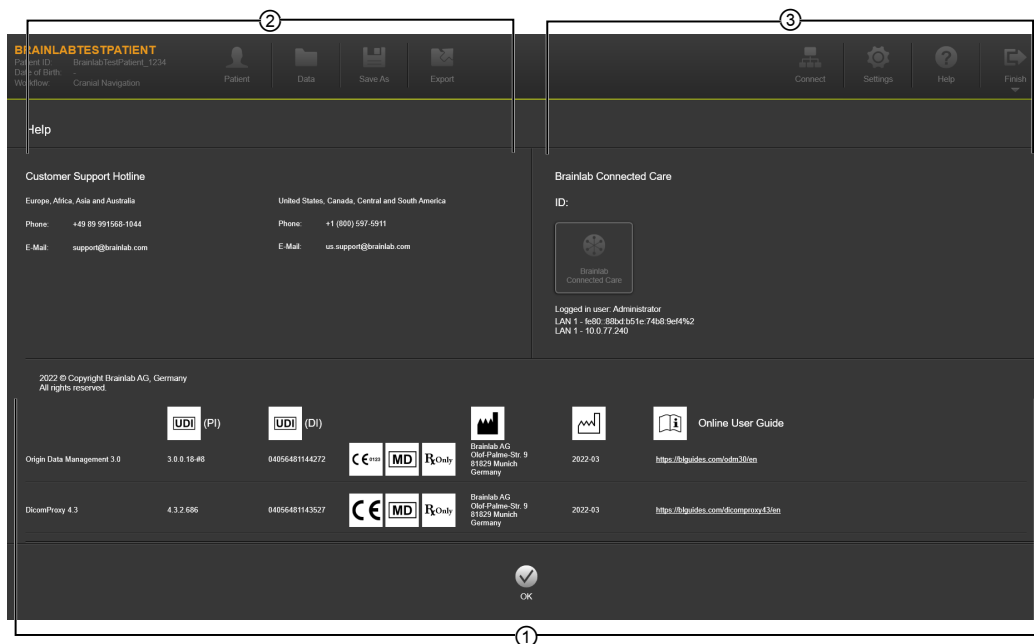 ②
③
BRAINLABTESTPATIENT
Patient ID: BrainlabTestPatient_1234
Date of Birth: -
Workflow: Cranial Navigation
Patient
Data
Save As
Export
Connect
Settings
Help
Finish
Help
Customer Support Hotline
Europe, Africa, Asia and Australia
Phone: +49 89 991568-1044
E-Mail: support@brainlab.com
United States, Canada, Central and South America
Phone: +1 (800) 597-5911
E-Mail: us.support@brainlab.com
Brainlab Connected Care
ID:
Brainlab
Connected Care
Logged in user: Administrator
LAN 1 - fe80::88bd:b51e:74b8:9ef4%2
LAN 1 - 10.0.77.240
2022 © Copyright Brainlab AG, Germany
All rights reserved.
UDI (PI)
UDI (DI)
Online User Guide
Origin Data Management 3.0
3.0.0.18-#8
04056481144272
CE 0123
MD
Rx Only
Brainlab AG
Olof-Palme-Str. 9
81829 Munich
Germany
2022-03
https://blguides.com/odm30/en
DicomProxy 4.3
4.3.2.686
04056481143527
CE
MD
Rx Only
Brainlab AG
Olof-Palme-Str. 9
81829 Munich
Germany
2022-03
https://blguides.com/dicomproxy43/en
OK
①